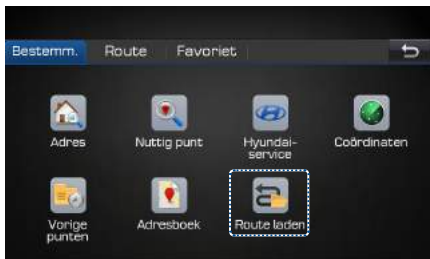 Bestemm. Route Favoriet
Adres Nuttig punt Hyundai-service Coördinaten
Vorige punten Adresboek Route laden